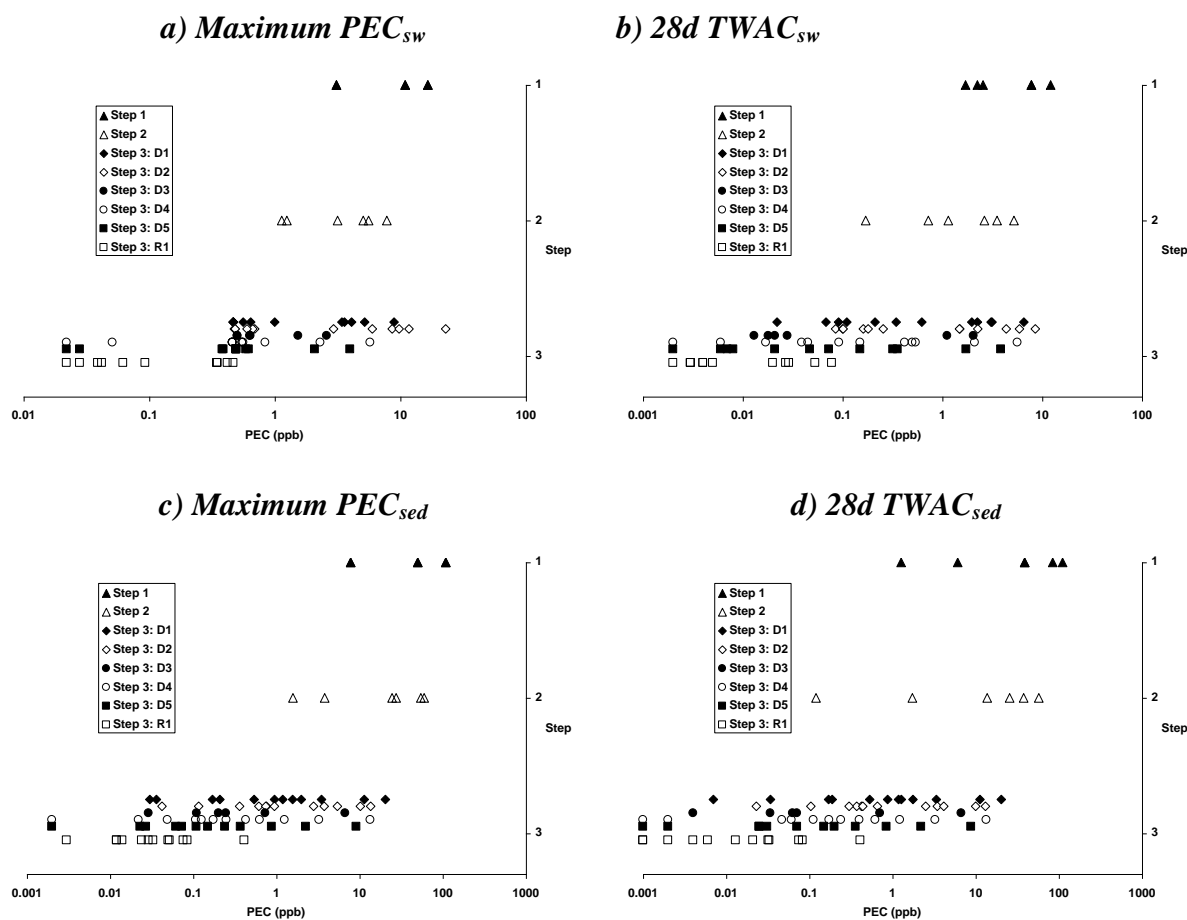 a) Maximum PECsw
b) 28d TWACsw
1
Step 1
Step 2
Step 3: D1
Step 3: D2
Step 3: D3
Step 3: D4
Step 3: D5
Step 3: R1
2
Step
3
0.01 0.1 1 10 100
PEC (ppb)
1
Step 1
Step 2
Step 3: D1
Step 3: D2
Step 3: D3
Step 3: D4
Step 3: D5
Step 3: R1
2
Step
3
0.001 0.01 0.1 1 10 100
PEC (ppb)
c) Maximum PECsed
d) 28d TWACsed
1
Step 1
Step 2
Step 3: D1
Step 3: D2
Step 3: D3
Step 3: D4
Step 3: D5
Step 3: R1
2
Step
3
0.001 0.01 0.1 1 10 100 1000
PEC (ppb)
1
Step 1
Step 2
Step 3: D1
Step 3: D2
Step 3: D3
Step 3: D4
Step 3: D5
Step 3: R1
2
Step
3
0.001 0.01 0.1 1 10 100 1000
PEC (ppb)